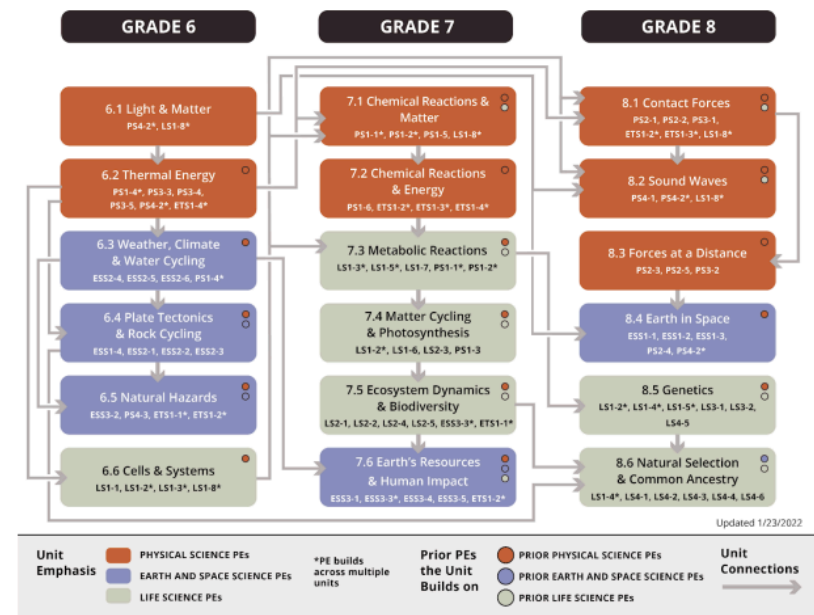 GRADE 6
GRADE 7
GRADE 8
6.1 Light & Matter
PS4-2*, LS1-8*
6.2 Thermal Energy
PS1-4*, PS3-3, PS3-4,
PS3-5, PS4-2*, ETS1-4*
6.3 Weather, Climate
& Water Cycling
ESS2-4, ESS2-5, ESS2-6, PS1-4*
6.4 Plate Tectonics
& Rock Cycling
ESS1-4, ESS2-1, ESS2-2, ESS2-3
6.5 Natural Hazards
ESS3-2, PS4-3, ETS1-1*, ETS1-2*
6.6 Cells & Systems
LS1-1, LS1-2*, LS1-3*, LS1-8*
7.1 Chemical Reactions &
Matter
PS1-1*, PS1-2*, PS1-5, LS1-8*
7.2 Chemical Reactions
& Energy
PS1-6, ETS1-2*, ETS1-3*, ETS1-4*
7.3 Metabolic Reactions
LS1-3*, LS1-5*, LS1-7, PS1-1*, PS1-2*
7.4 Matter Cycling
& Photosynthesis
LS1-2*, LS1-6, LS2-3, PS1-3
7.5 Ecosystem Dynamics
& Biodiversity
LS2-1, LS2-2, LS2-4, LS2-5, ESS3-3*, ETS1-1*
7.6 Earth's Resources
& Human Impact
ESS3-1, ESS3-3*, ESS3-4, ESS3-5, ETS1-2*
8.1 Contact Forces
PS2-1, PS2-2, PS3-1,
ETS1-2*, ETS1-3*, LS1-8*
8.2 Sound Waves
PS4-1, PS4-2*, LS1-8*
8.3 Forces at a Distance
PS2-3, PS2-5, PS3-2
8.4 Earth in Space
ESS1-1, ESS1-2, ESS1-3,
PS2-4, PS4-2*
8.5 Genetics
LS1-2*, LS1-4*, LS1-5*, LS3-1, LS3-2,
LS4-5
8.6 Natural Selection
& Common Ancestry
LS1-4*, LS4-1, LS4-2, LS4-3, LS4-4, LS4-6
Updated 1/23/2022
Unit
Emphasis
PHYSICAL SCIENCE PEs
EARTH AND SPACE SCIENCE PEs
LIFE SCIENCE PEs
*PE builds
across multiple
units
Prior PEs
the Unit
Builds on
PRIOR PHYSICAL SCIENCE PEs
PRIOR EARTH AND SPACE SCIENCE PEs
PRIOR LIFE SCIENCE PEs
Unit
Connections